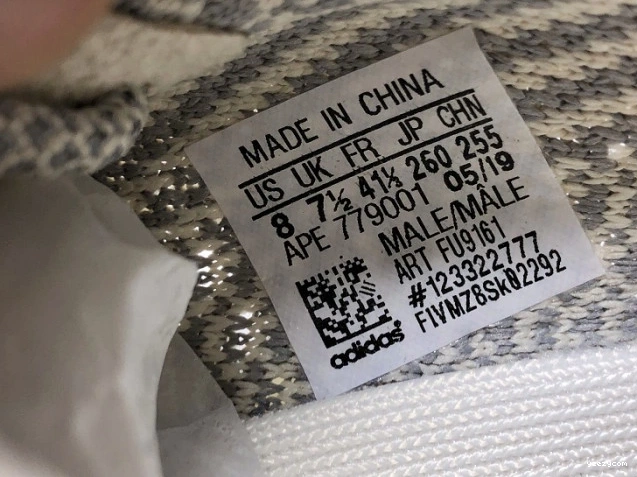 MADE IN CHINA
US UK FR JP CHN
8 7½ 41⅓ 260 255
APE 779001 05/19
MALE/MÂLE
ART FU9161
#123322777
FIVMZ6Sk02292
adidas